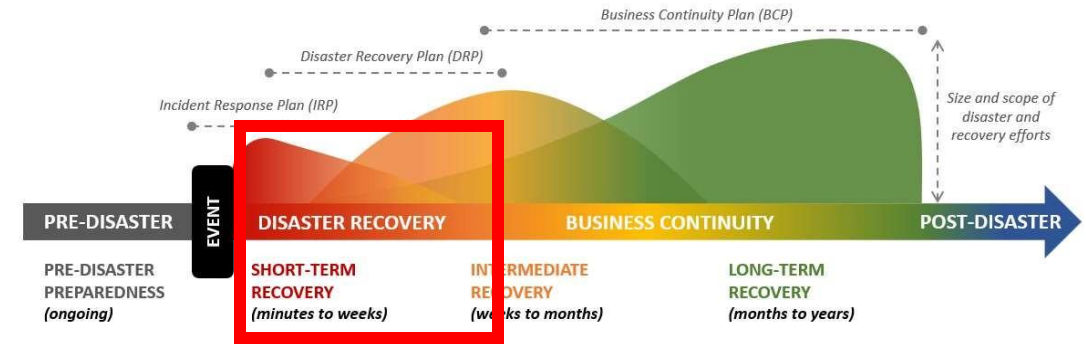 Business Continuity Plan (BCP)
Disaster Recovery Plan (DRP)
Incident Response Plan (IRP)
Size and scope of
disaster and
recovery efforts
PRE-DISASTER
EVENT
DISASTER RECOVERY
BUSINESS CONTINUITY
POST-DISASTER
PRE-DISASTER
PREPAREDNESS
(ongoing)
SHORT-TERM
RECOVERY
(minutes to weeks)
INTERMEDIATE
RECOVERY
(weeks to months)
LONG-TERM
RECOVERY
(months to years)